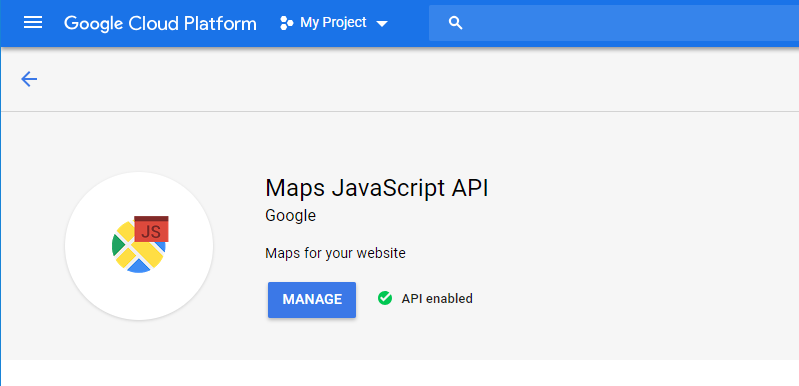 Google Cloud Platform My Project
Maps JavaScript API
JS
Google
Maps for your website
MANAGE API enabled